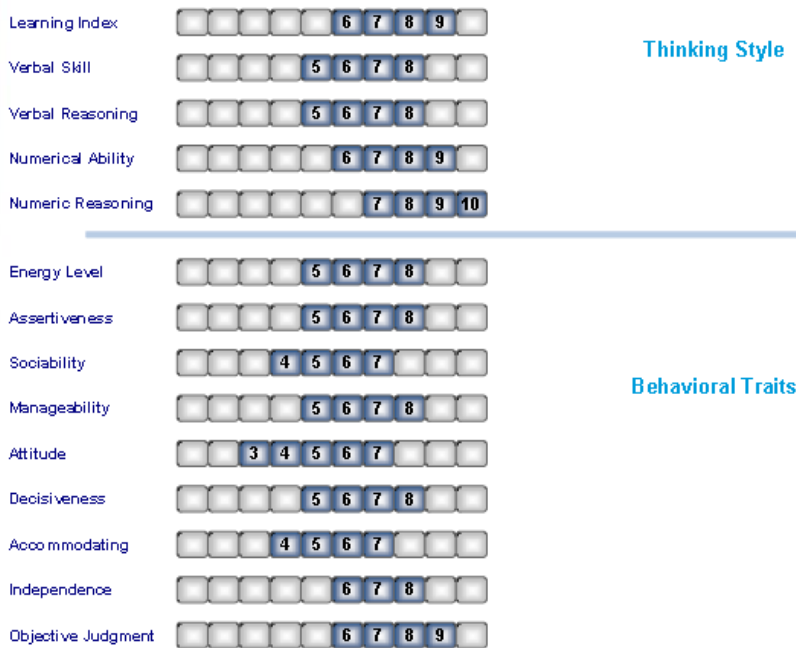 Learning Index 6 7 8 9
Thinking Style
Verbal Skill 5 6 7 8
Verbal Reasoning 5 6 7 8
Numerical Ability 6 7 8 9
Numeric Reasoning 7 8 9 10
Energy Level 5 6 7 8
Assertiveness 5 6 7 8
Sociability 4 5 6 7
Behavioral Traits
Manageability 5 6 7 8
Attitude 3 4 5 6 7
Decisiveness 5 6 7 8
Accommodating 4 5 6 7
Independence 6 7 8
Objective Judgment 6 7 8 9